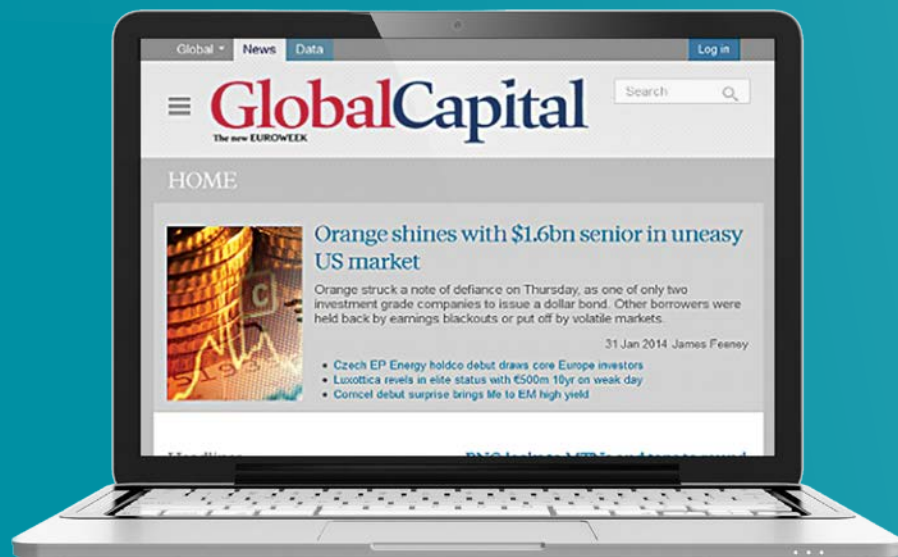 Global News Data Log in
GlobalCapital
The new EUROWEEK
Search
HOME
Orange shines with $1.6bn senior in uneasy
US market
Orange struck a note of defiance on Thursday, as one of only two
investment grade companies to issue a dollar bond. Other borrowers were
held back by earnings blackouts or put off by volatile markets.
31 Jan 2014 James Feeney
• Czech EP Energy holdco debut draws core Europe investors
• Luxottica revels in elite status with €500m 10yr on weak day
• Comcel debut surprise brings life to EM high yield